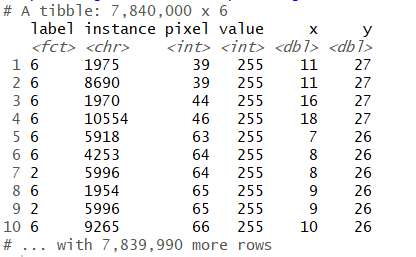 # A tibble: 7,840,000 x 6
label instance pixel value x y
<fct> <chr> <int> <int> <dbl> <dbl>
1 6 1975 39 255 11 27
2 6 8690 39 255 11 27
3 6 1970 44 255 16 27
4 6 10554 46 255 18 27
5 6 5918 63 255 7 26
6 6 4253 64 255 8 26
7 2 5996 64 255 8 26
8 6 1954 65 255 9 26
9 2 5996 65 255 9 26
10 6 9265 66 255 10 26
# ... with 7,839,990 more rows